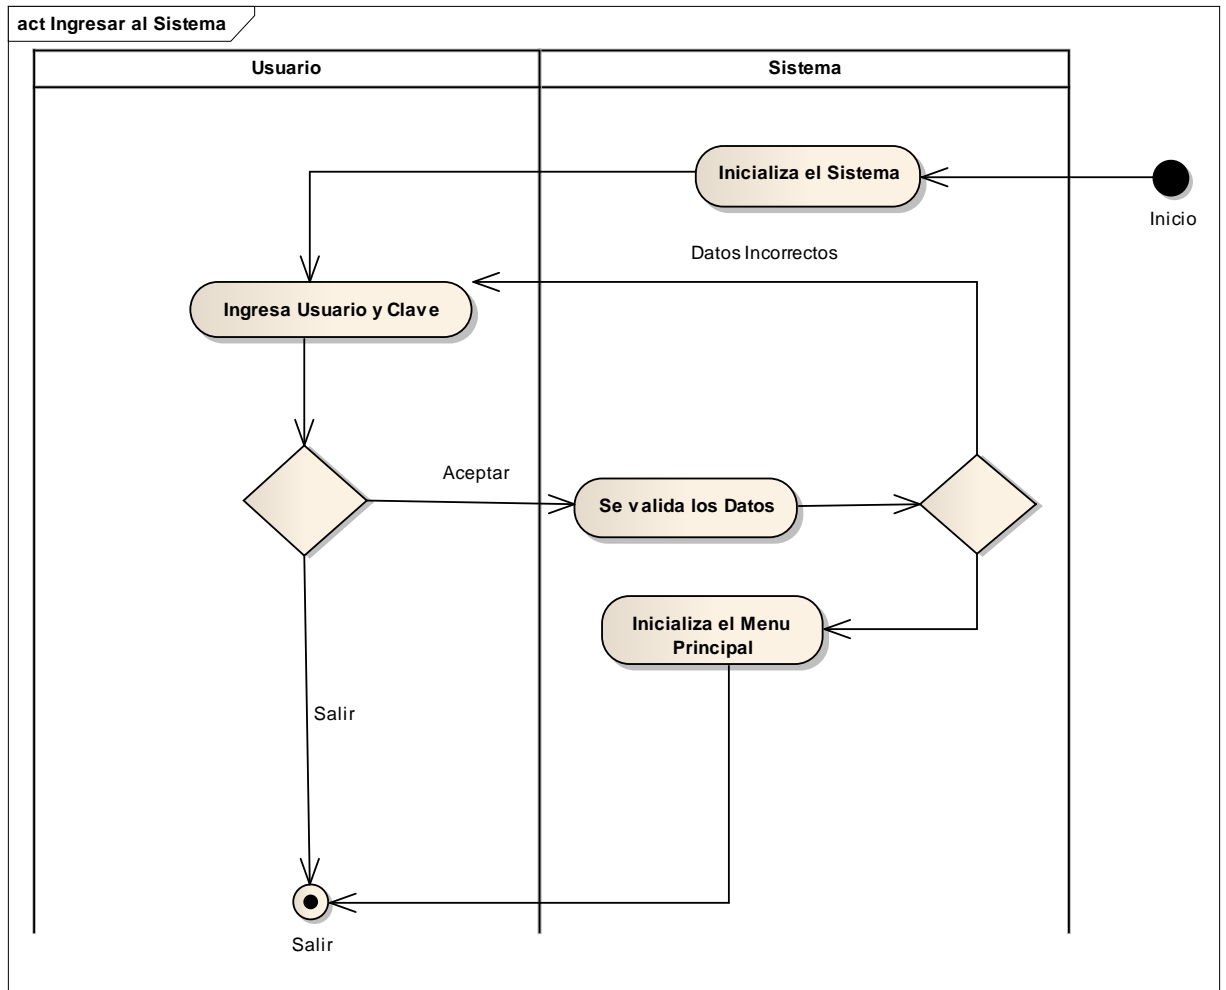 act Ingresar al Sistema
Usuario
Sistema
Inicializa el Sistema
Inicio
Datos Incorrectos
Ingresa Usuario y Clave
Aceptar
Se valida los Datos
Inicializa el Menu
Principal
Salir
Salir